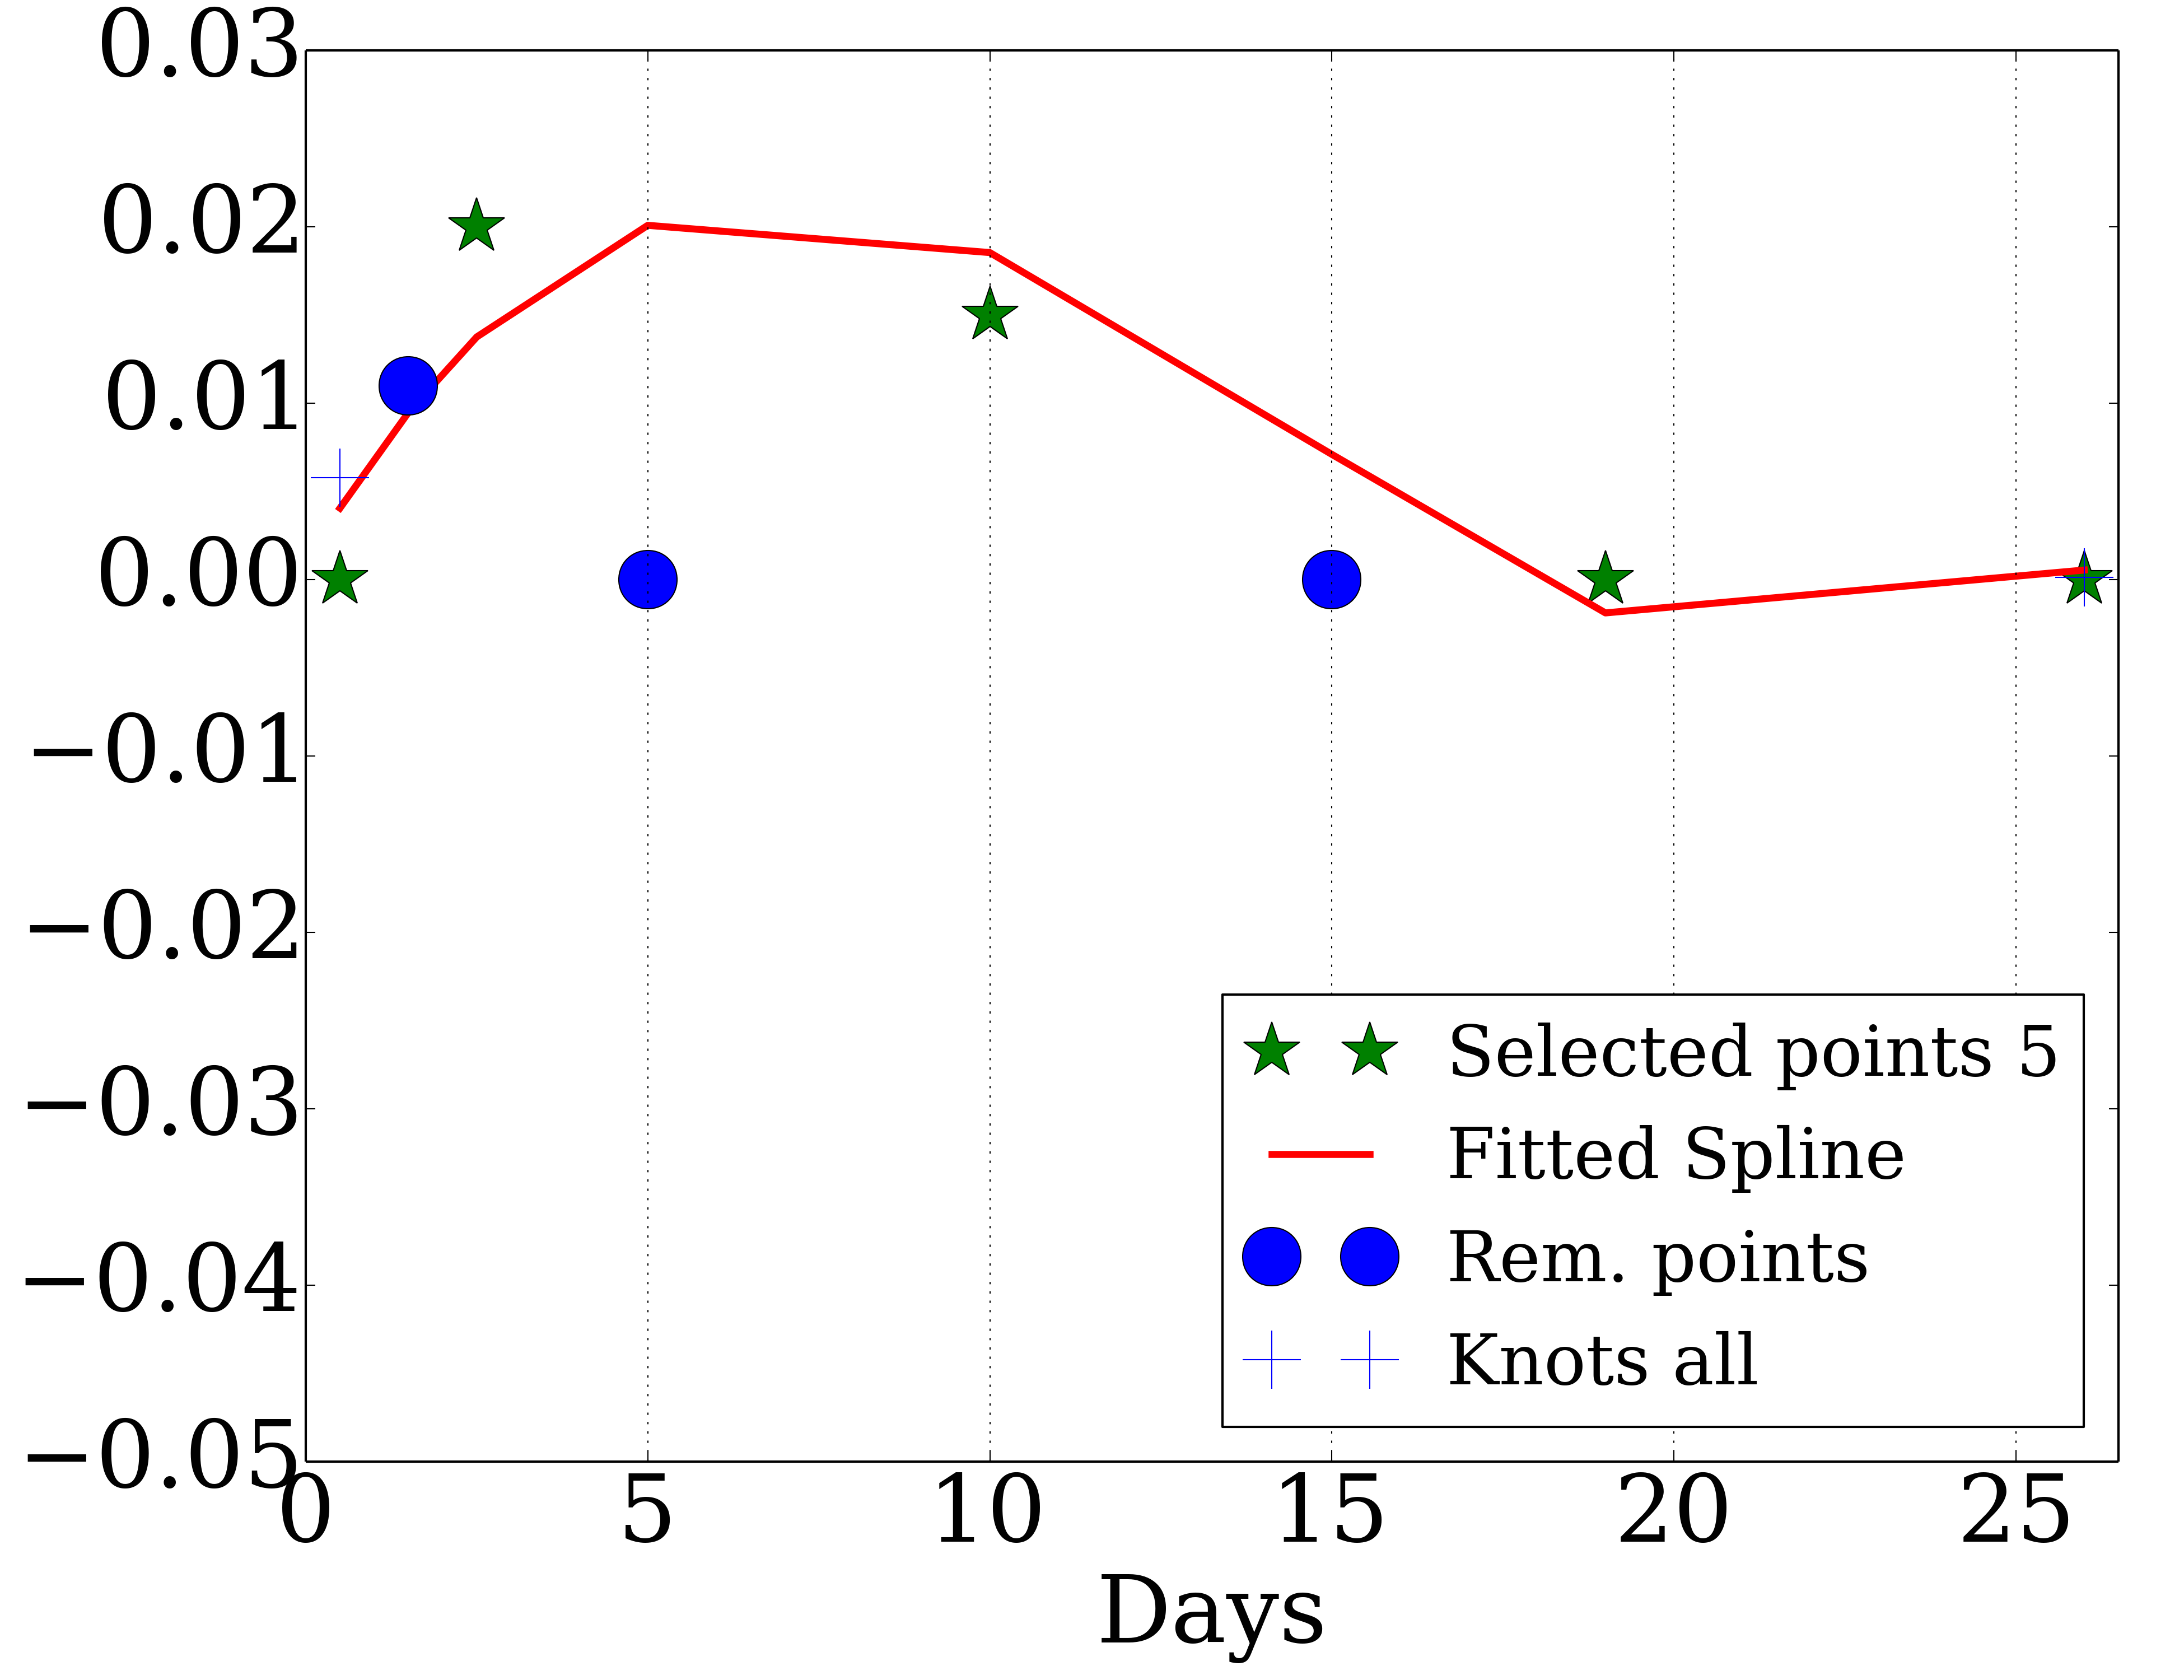 0.03
0.02
0.01
0.00
−0.01
−0.02
−0.03
−0.04
−0.05
0 5 10 15 20 25
Days
Selected points 5
Fitted Spline
Rem. points
Knots all